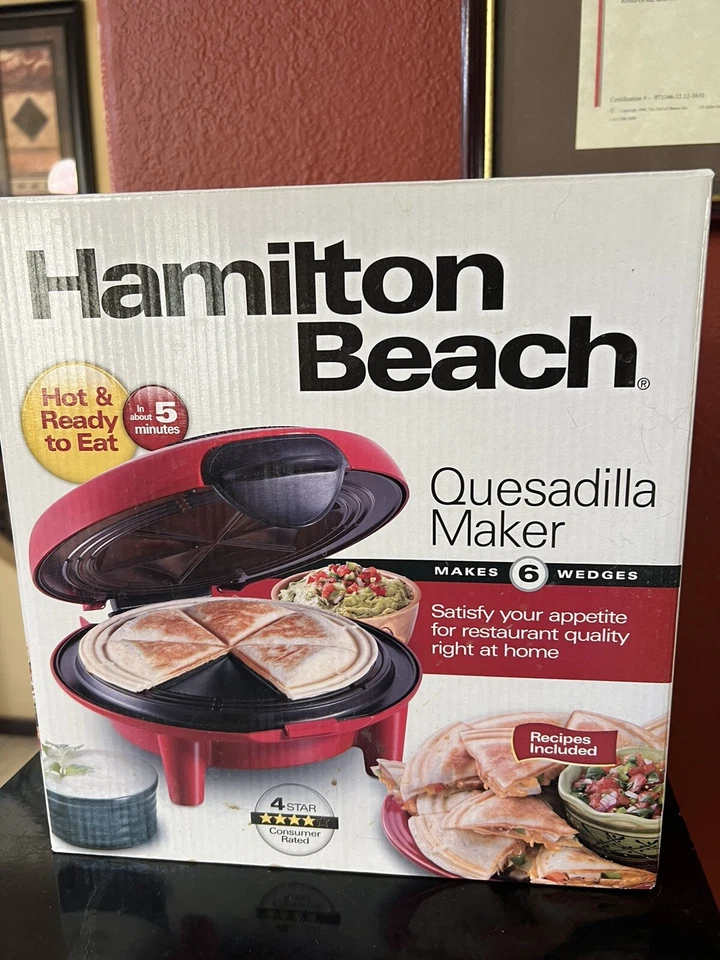 Certification #:
Hamilton
Beach®
Hot &
Ready
to Eat
In
about 5
minutes
Quesadilla
Maker
MAKES 6 WEDGES
Satisfy your appetite
for restaurant quality
right at home
Recipes
Included
4 STAR
Consumer
Rated